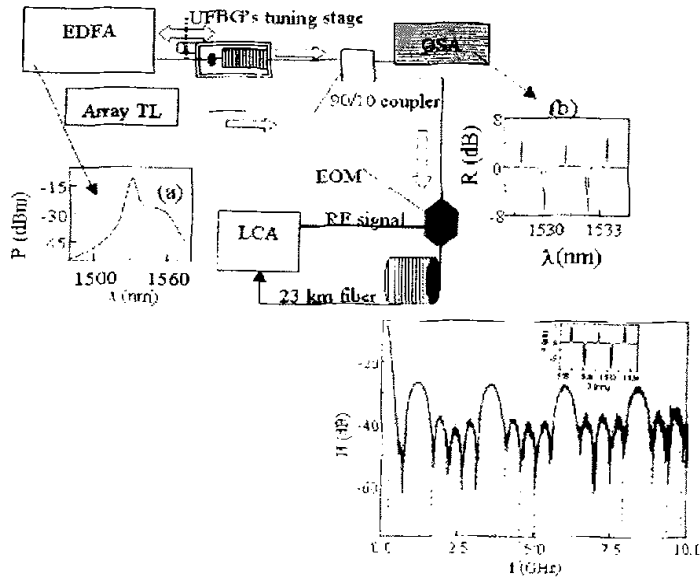 UFBG's tuning stage
EDFA
OSA
90/10 coupler
Array TL
(b)
8
0
-8
R (dB)
1530 1533
λ(nm)
EOM
(a)
-15
-30
-45
P (dBm)
1500 1560
λ (nm)
RF signal
LCA
23 km fiber
-20
-40
-60
H (dB)
2.5 5.0 7.5 10.0
f (GHz)